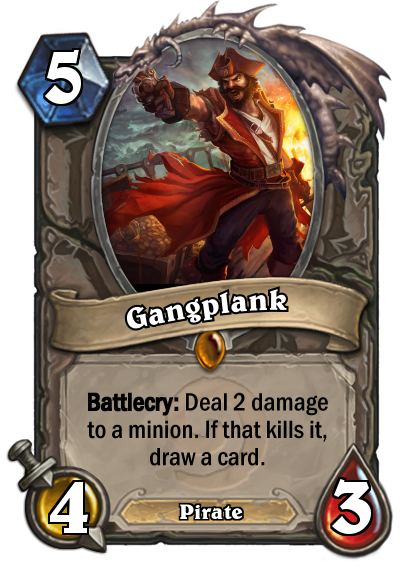 5
Gangplank
Battlecry: Deal 2 damage
to a minion. If that kills it,
draw a card.
4
Pirate
3